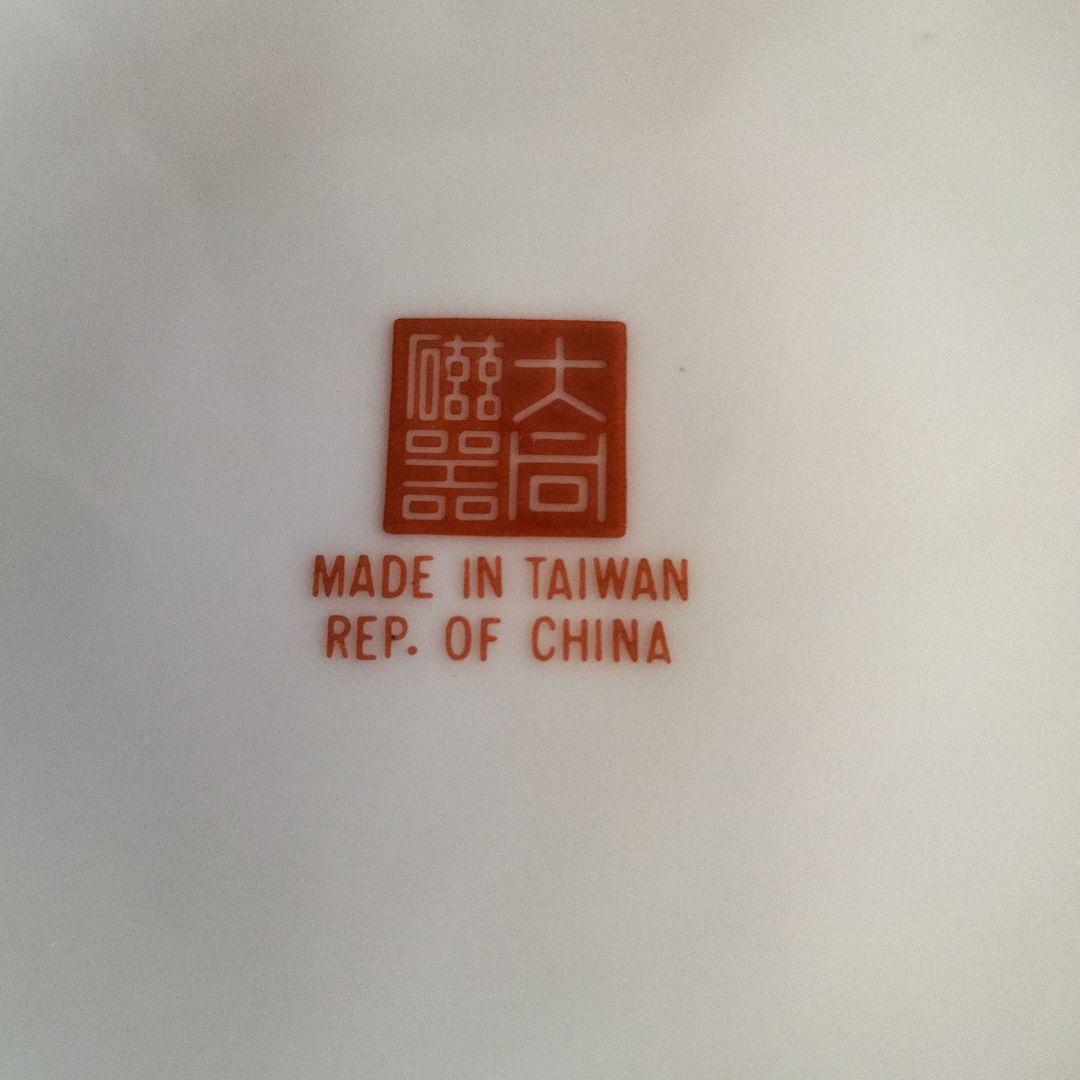 大同
磁器
MADE IN TAIWAN
REP. OF CHINA